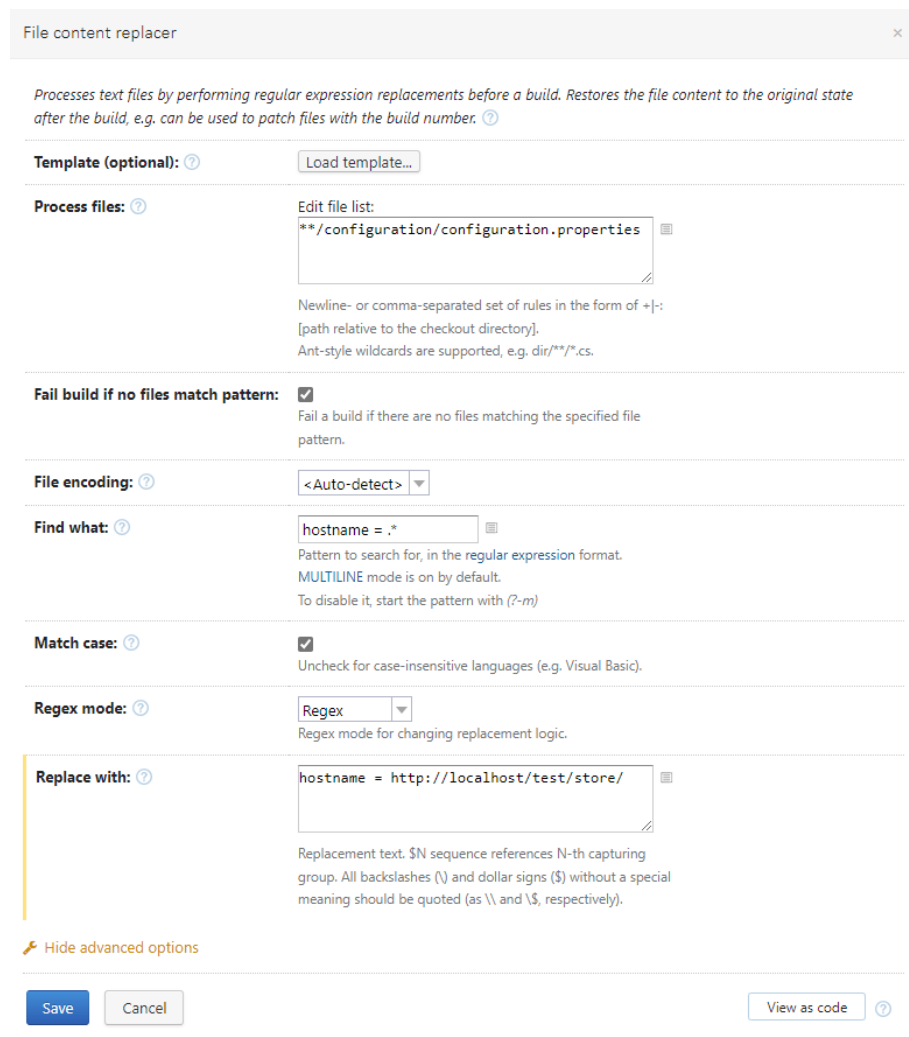 File content replacer
×
Processes text files by performing regular expression replacements before a build. Restores the file content to the original state
after the build, e.g. can be used to patch files with the build number. ?
Template (optional): ? Load template...
Process files: ? Edit file list:
**/configuration/configuration.properties
Newline- or comma-separated set of rules in the form of +|-:
[path relative to the checkout directory].
Ant-style wildcards are supported, e.g. dir/**/*.cs.
Fail build if no files match pattern:
Fail a build if there are no files matching the specified file
pattern.
File encoding: ? <Auto-detect>
Find what: ? hostname = .*
Pattern to search for, in the regular expression format.
MULTILINE mode is on by default.
To disable it, start the pattern with (?-m)
Match case: ?
Uncheck for case-insensitive languages (e.g. Visual Basic).
Regex mode: ? Regex
Regex mode for changing replacement logic.
Replace with: ? hostname = http://localhost/test/store/
Replacement text. $N sequence references N-th capturing
group. All backslashes (\) and dollar signs ($) without a special
meaning should be quoted (as \\ and \$, respectively).
Hide advanced options
Save Cancel View as code ?